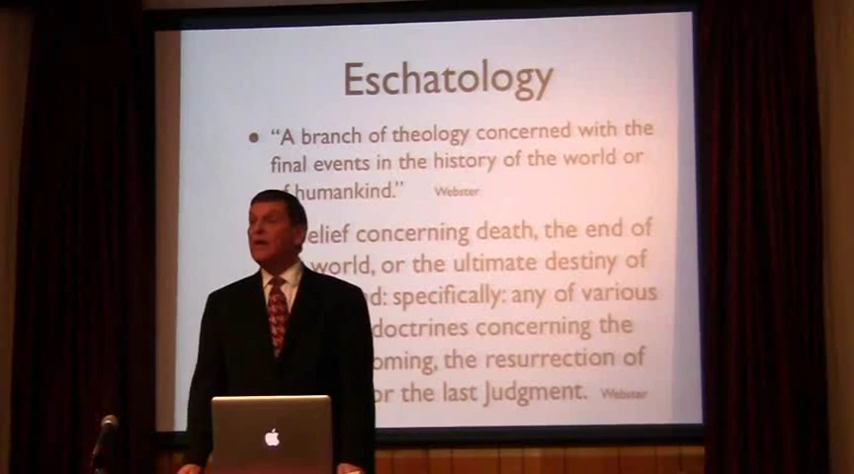 Eschatology
• “A branch of theology concerned with the
final events in the history of the world or
humankind.” Webster
elief concerning death, the end of
world, or the ultimate destiny of
d: specifically: any of various
doctrines concerning the
oming, the resurrection of
or the last Judgment. Webster